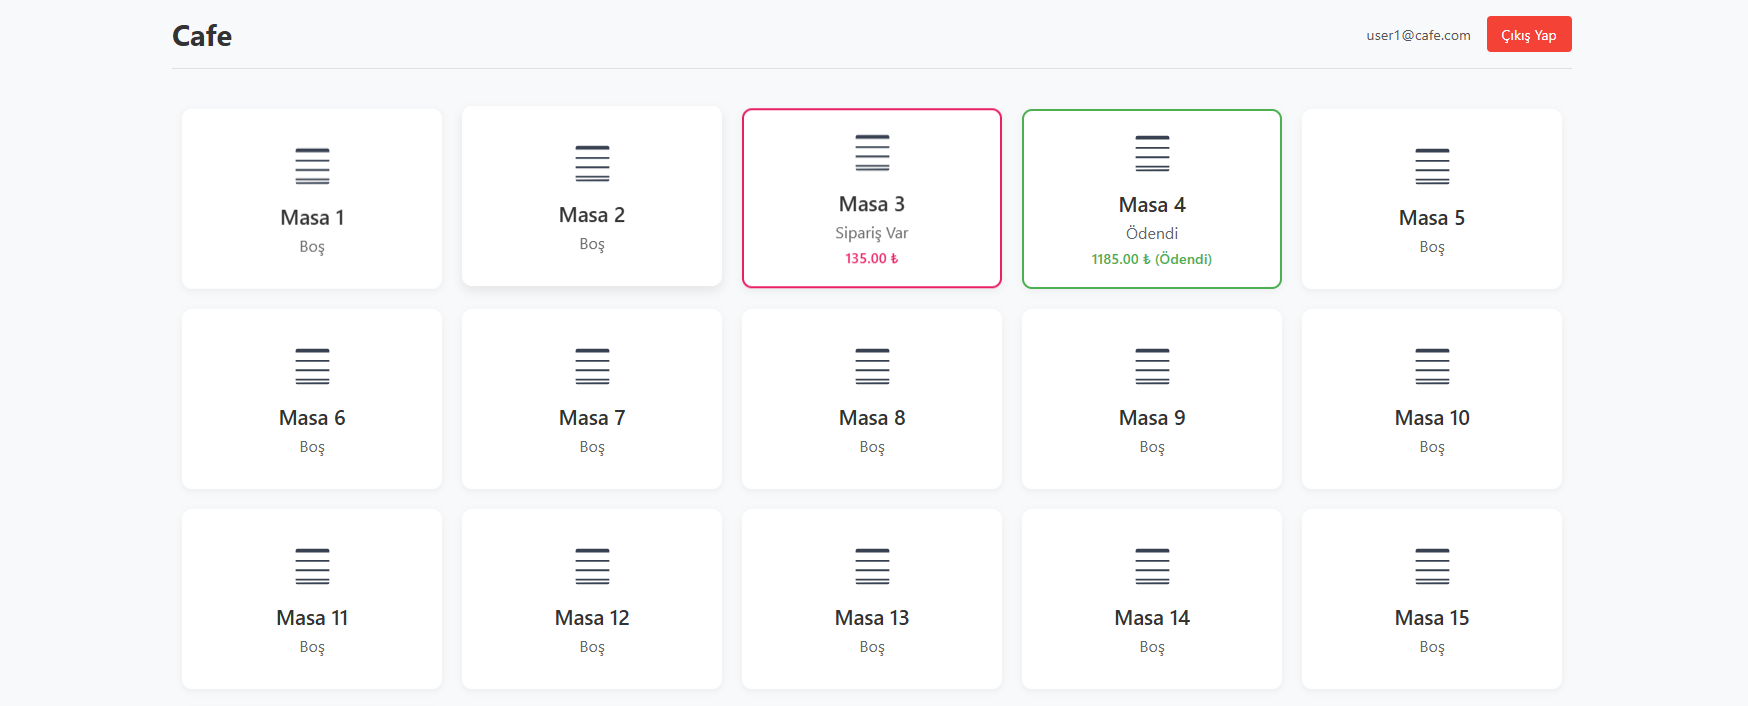 Cafe
user1@cafe.com
Çıkış Yap
Masa 1
Boş
Masa 2
Boş
Masa 3
Sipariş Var
135.00 ₺
Masa 4
Ödendi
1185.00 ₺ (Ödendi)
Masa 5
Boş
Masa 6
Boş
Masa 7
Boş
Masa 8
Boş
Masa 9
Boş
Masa 10
Boş
Masa 11
Boş
Masa 12
Boş
Masa 13
Boş
Masa 14
Boş
Masa 15
Boş